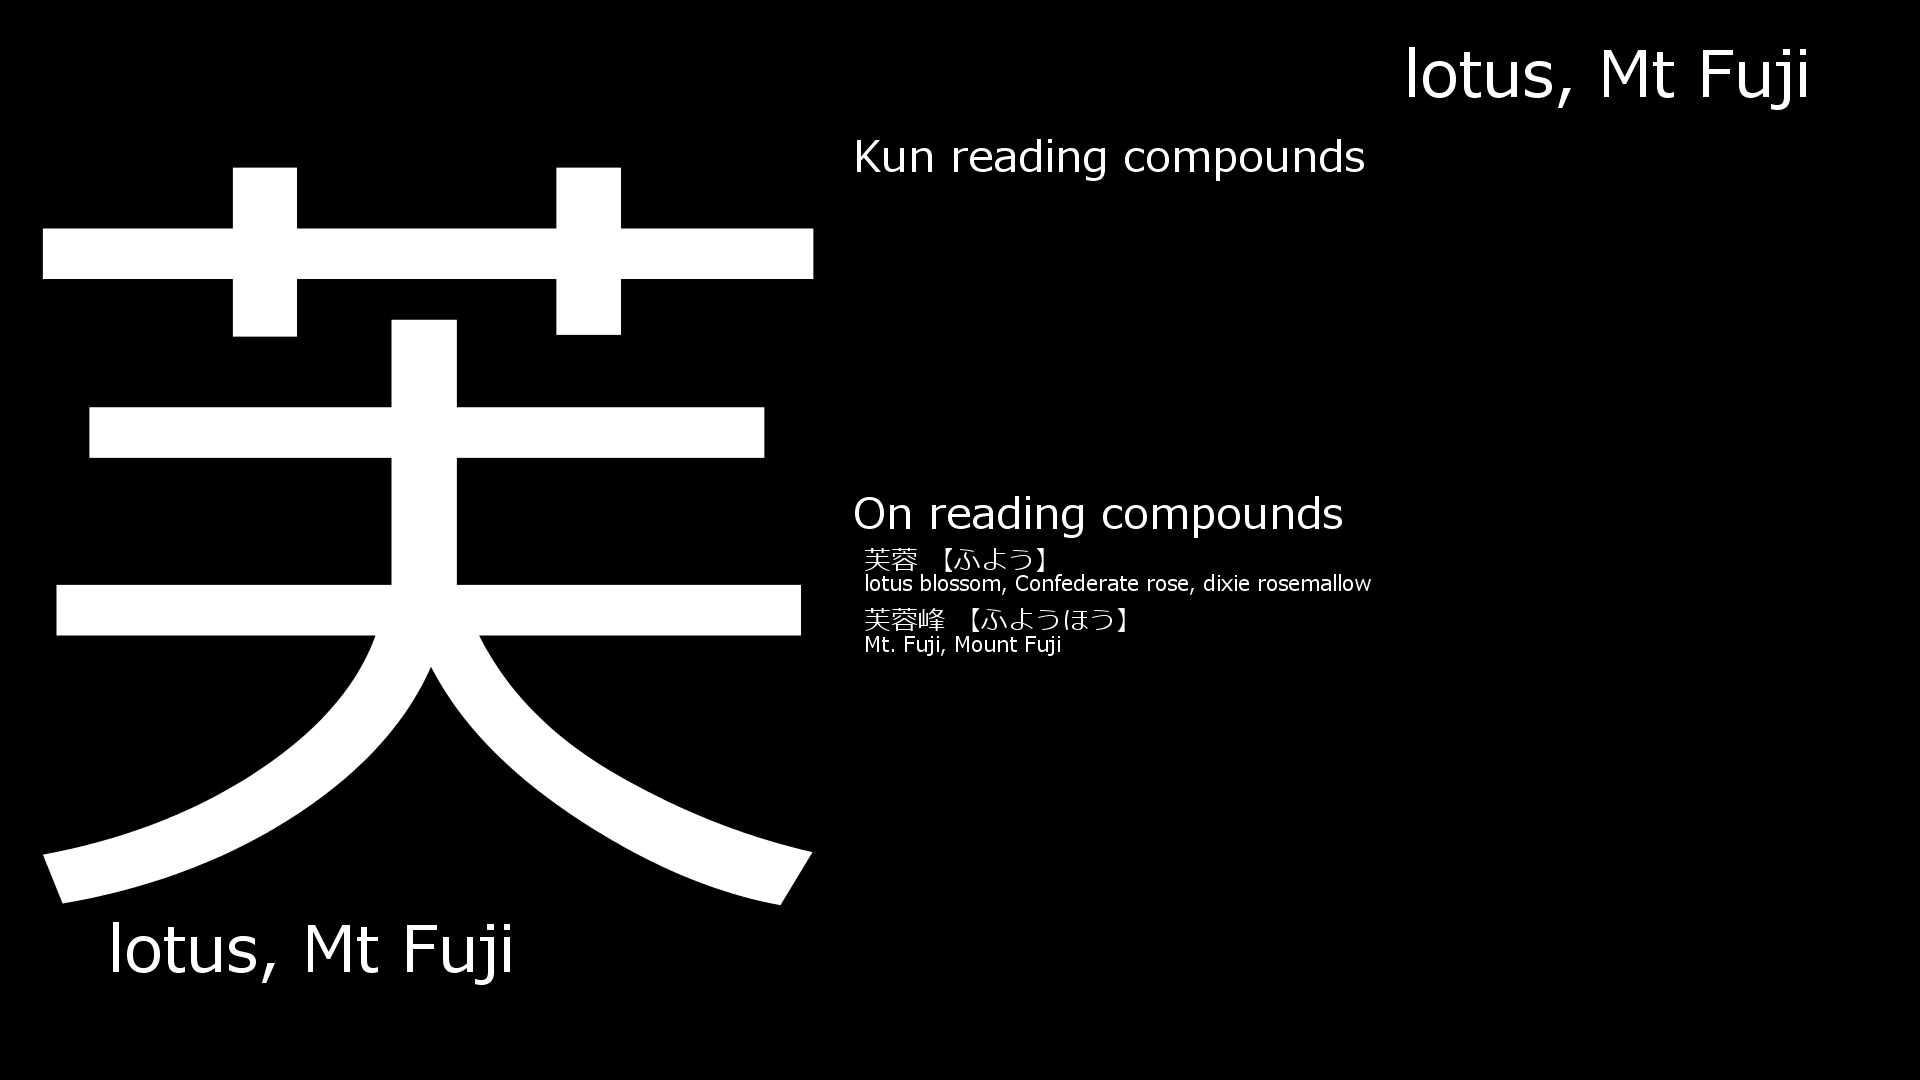 lotus, Mt Fuji
芙
lotus, Mt Fuji
Kun reading compounds
On reading compounds
芙蓉 【ふよう】
lotus blossom, Confederate rose, dixie rosemallow
芙蓉峰 【ふようほう】
Mt. Fuji, Mount Fuji